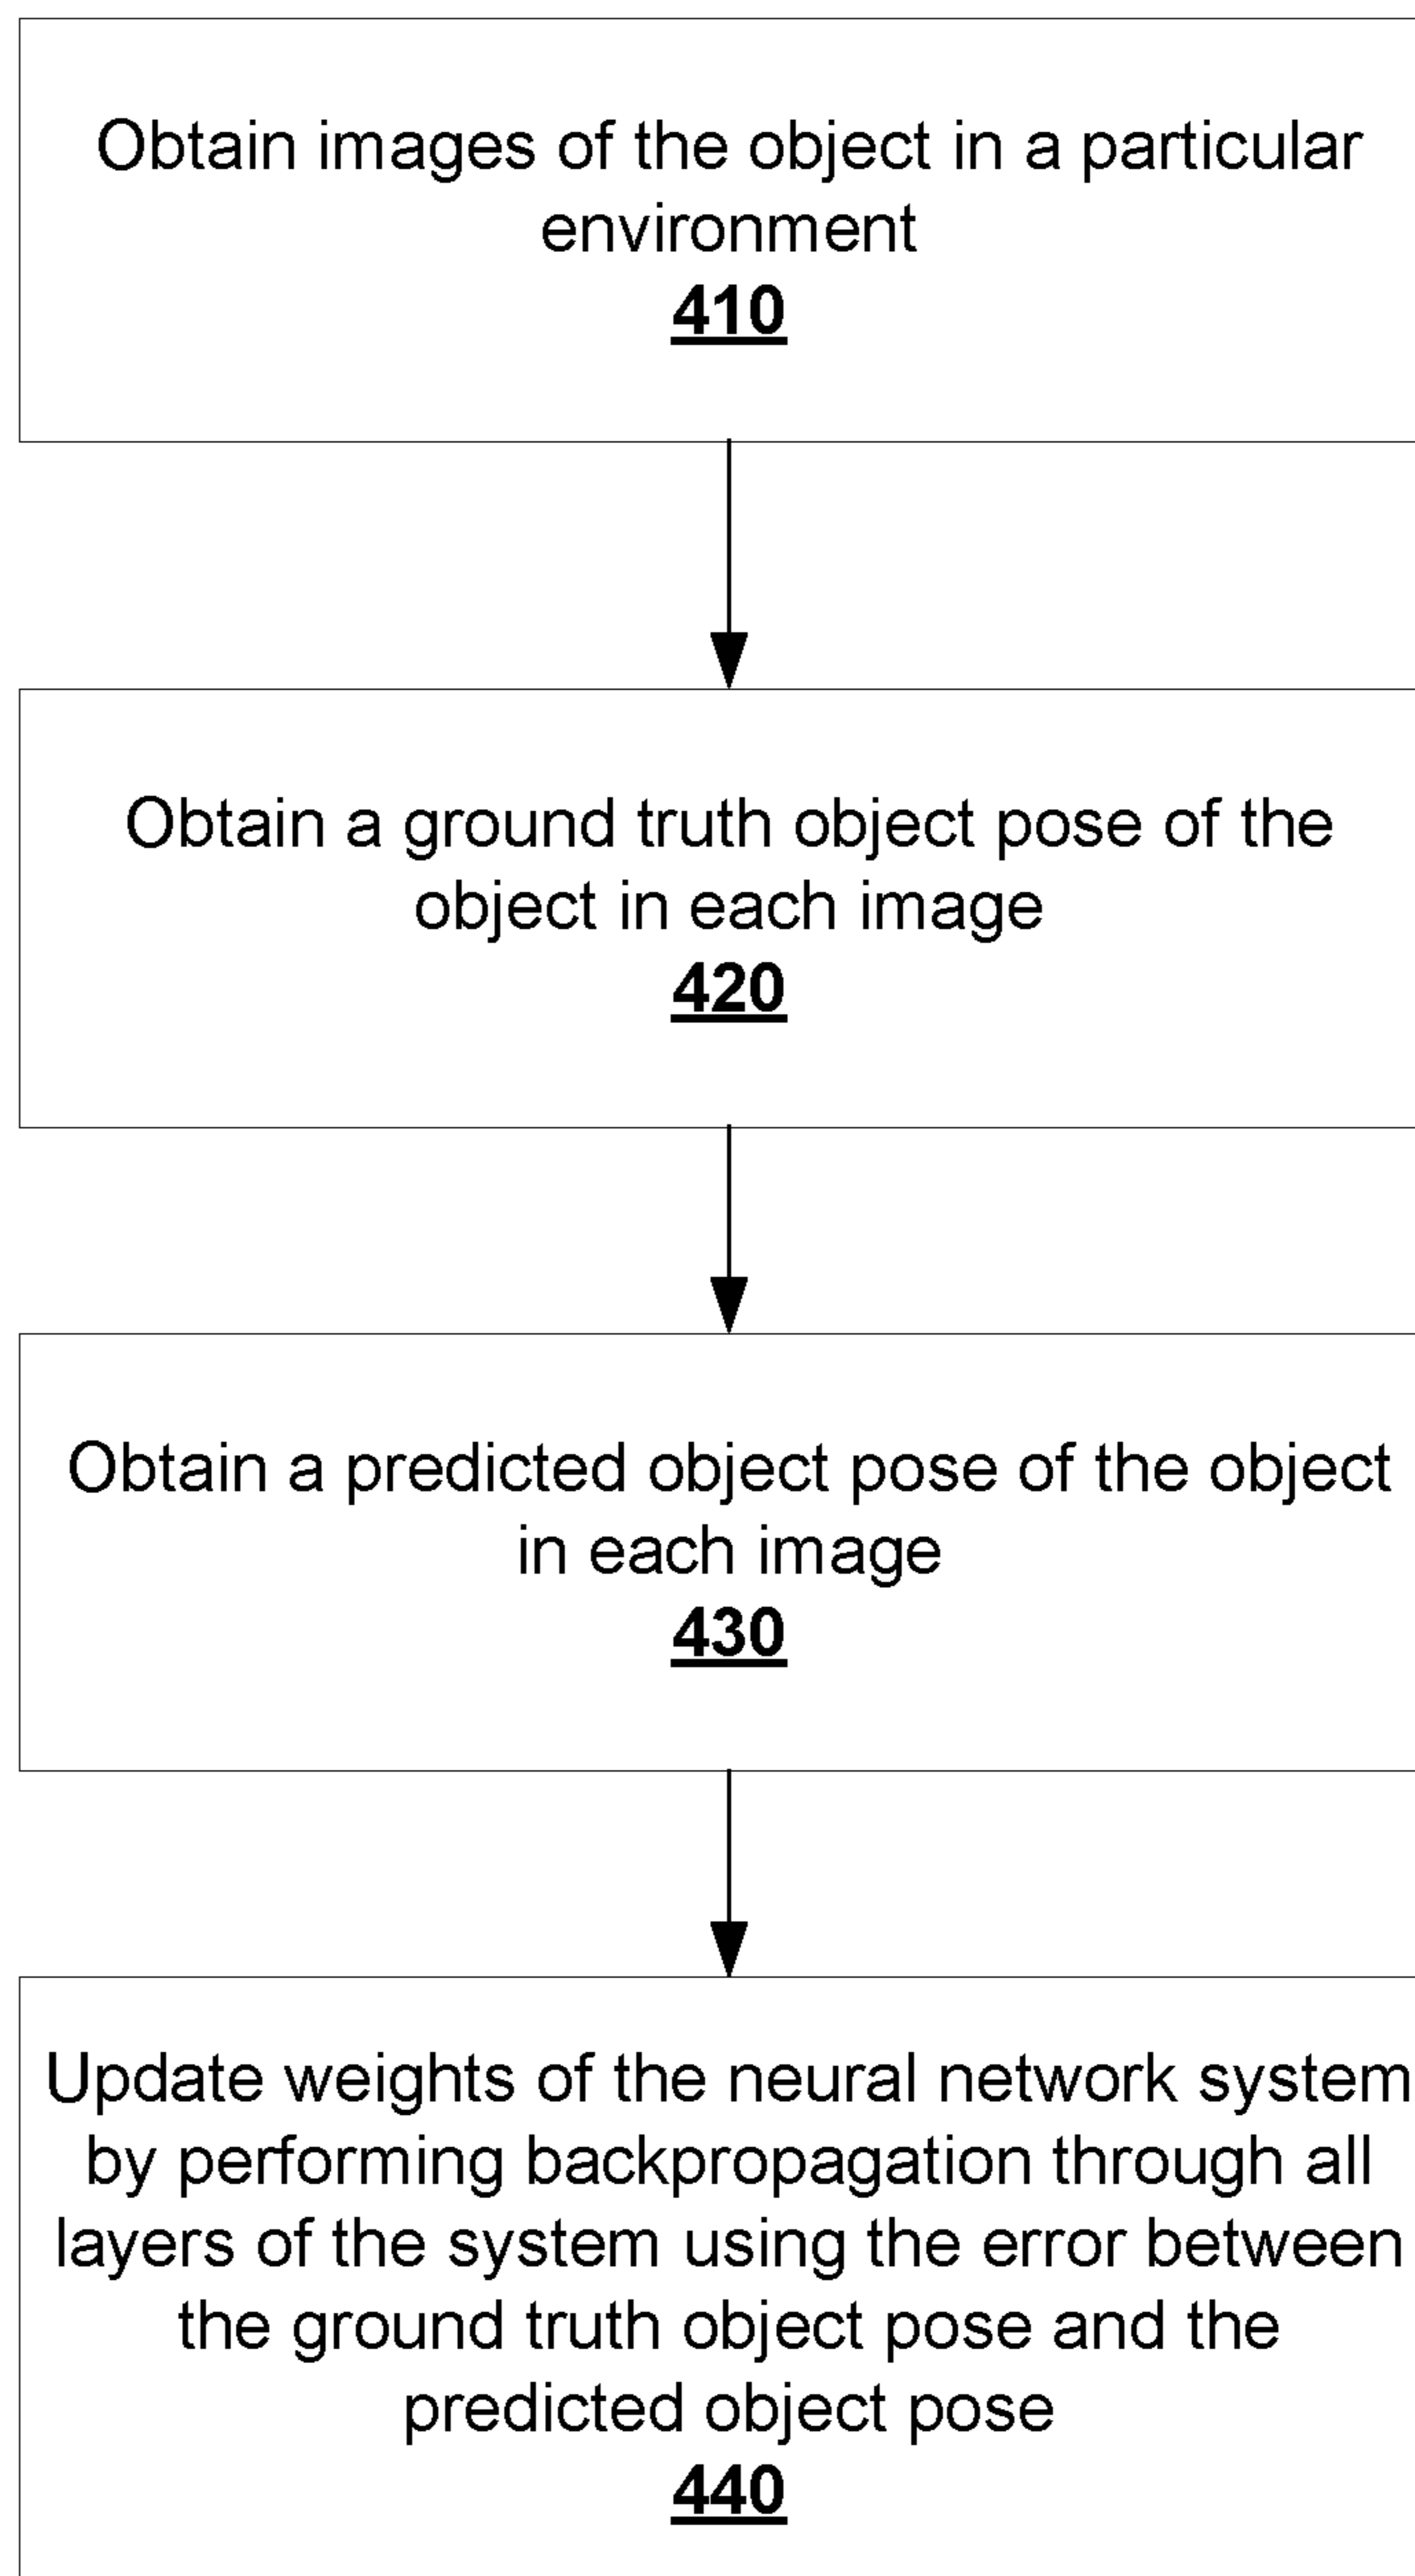 Obtain images of the object in a particular
environment
410
Obtain a ground truth object pose of the
object in each image
420
Obtain a predicted object pose of the object
in each image
430
Update weights of the neural network system
by performing backpropagation through all
layers of the system using the error between
the ground truth object pose and the
predicted object pose
440